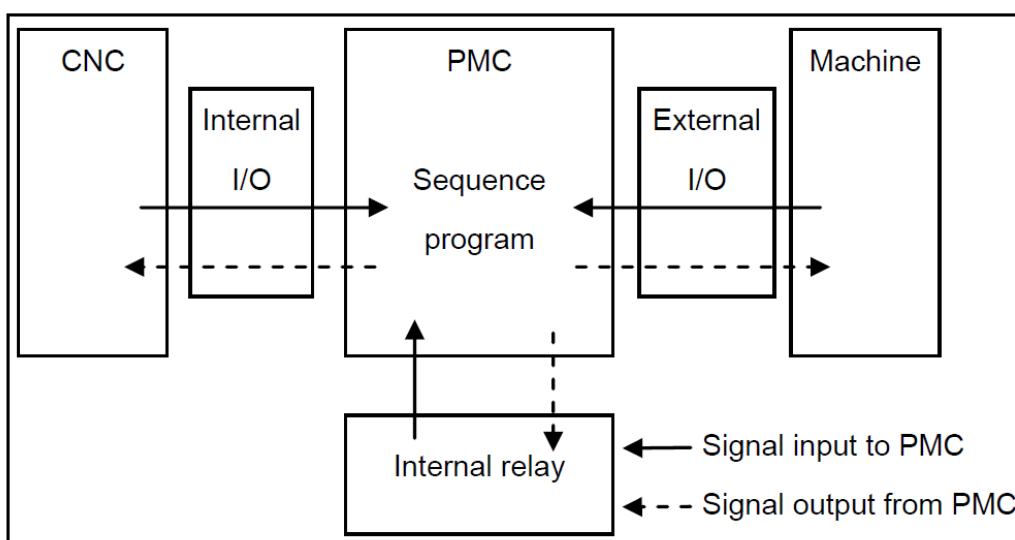 CNC
PMC
Machine
Internal
I/O
External
I/O
Sequence
program
Internal relay
Signal input to PMC
Signal output from PMC